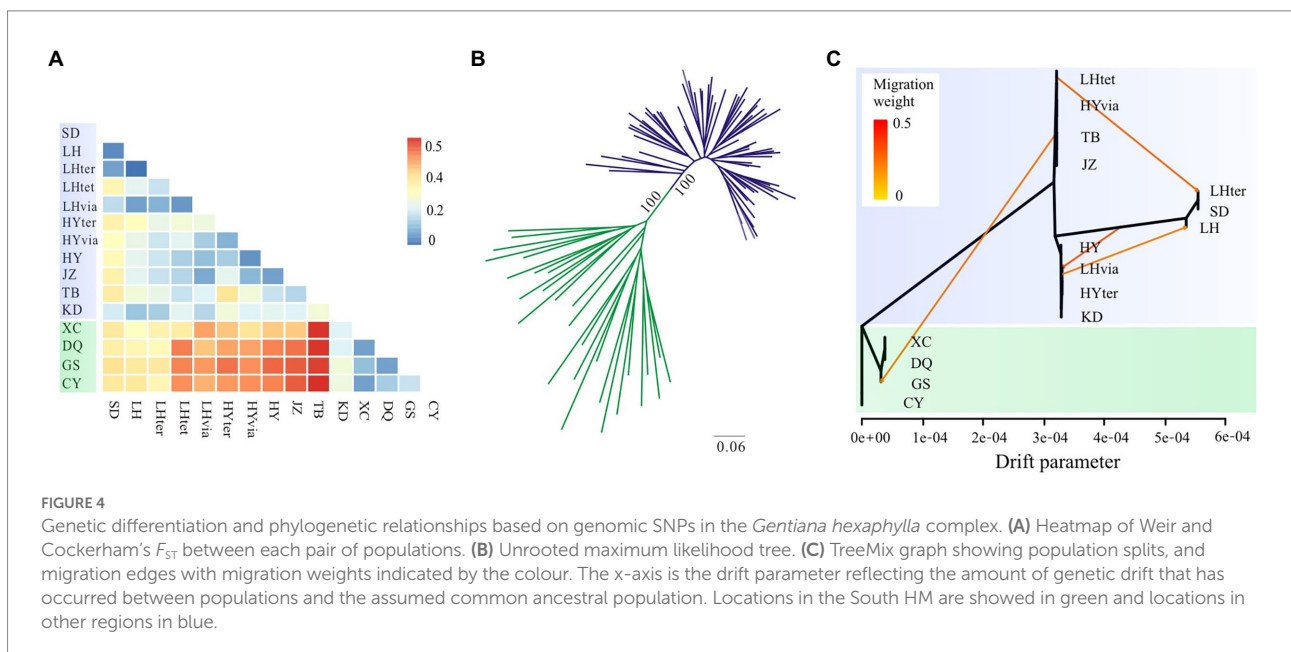 A
SD
LH
LHter
LHtet
LHvia
HYter
HYvia
HY
JZ
TB
KD
XC
DQ
GS
CY
SD
LH
LHter
LHtet
LHvia
HYter
HYvia
HY
JZ
TB
KD
XC
DQ
GS
CY
0.5
0.4
0.2
0
B
100
100
0.06
C
Migration
weight
0.5
0
LHtet
HYvia
TB
JZ
LHter
SD
LH
HY
LHvia
HYter
KD
XC
DQ
GS
CY
0e+00 1e-04 2e-04 3e-04 4e-04 5e-04 6e-04
Drift parameter
FIGURE 4
Genetic differentiation and phylogenetic relationships based on genomic SNPs in the Gentiana hexaphylla complex. (A) Heatmap of Weir and
Cockerham's FST between each pair of populations. (B) Unrooted maximum likelihood tree. (C) TreeMix graph showing population splits, and
migration edges with migration weights indicated by the colour. The x-axis is the drift parameter reflecting the amount of genetic drift that has
occurred between populations and the assumed common ancestral population. Locations in the South HM are showed in green and locations in
other regions in blue.